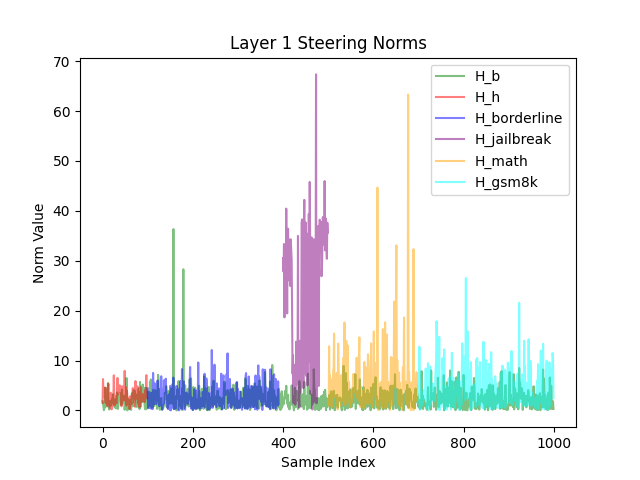 Layer 1 Steering Norms
70
60
50
40
30
20
10
0
Norm Value
H_b
H_h
H_borderline
H_jailbreak
H_math
H_gsm8k
0
200
400
600
800
1000
Sample Index